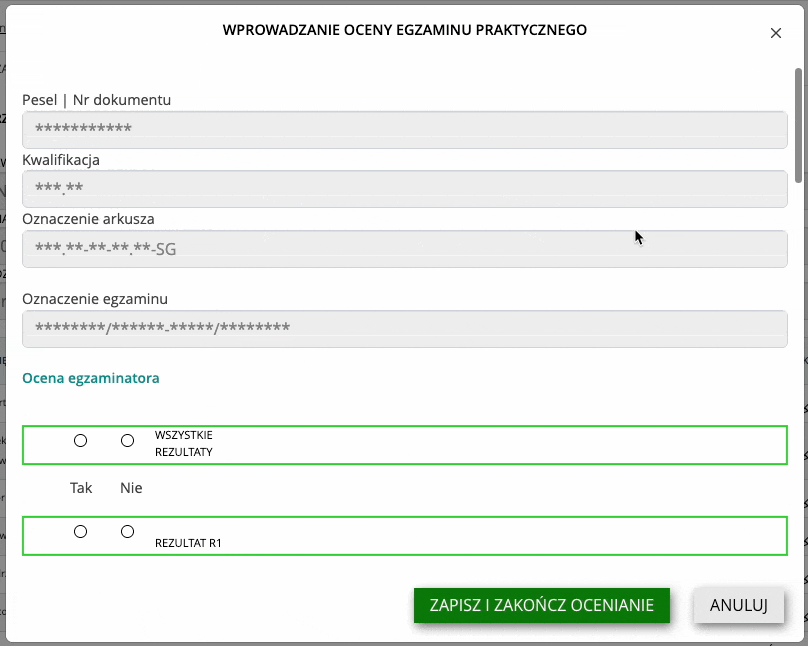 WPROWADZANIE OCENY EGZAMINU PRAKTYCZNEGO
Pesel | Nr dokumentu
***********
Kwalifikacja
***.**
Oznaczenie arkusza
***.**-**-**.**-SG
Oznaczenie egzaminu
********/******-*****/********
Ocena egzaminatora
WSZYSTKIE
REZULTATY
Tak Nie
REZULTAT R1
ZAPISZ I ZAKOŃCZ OCENIANIE ANULUJ